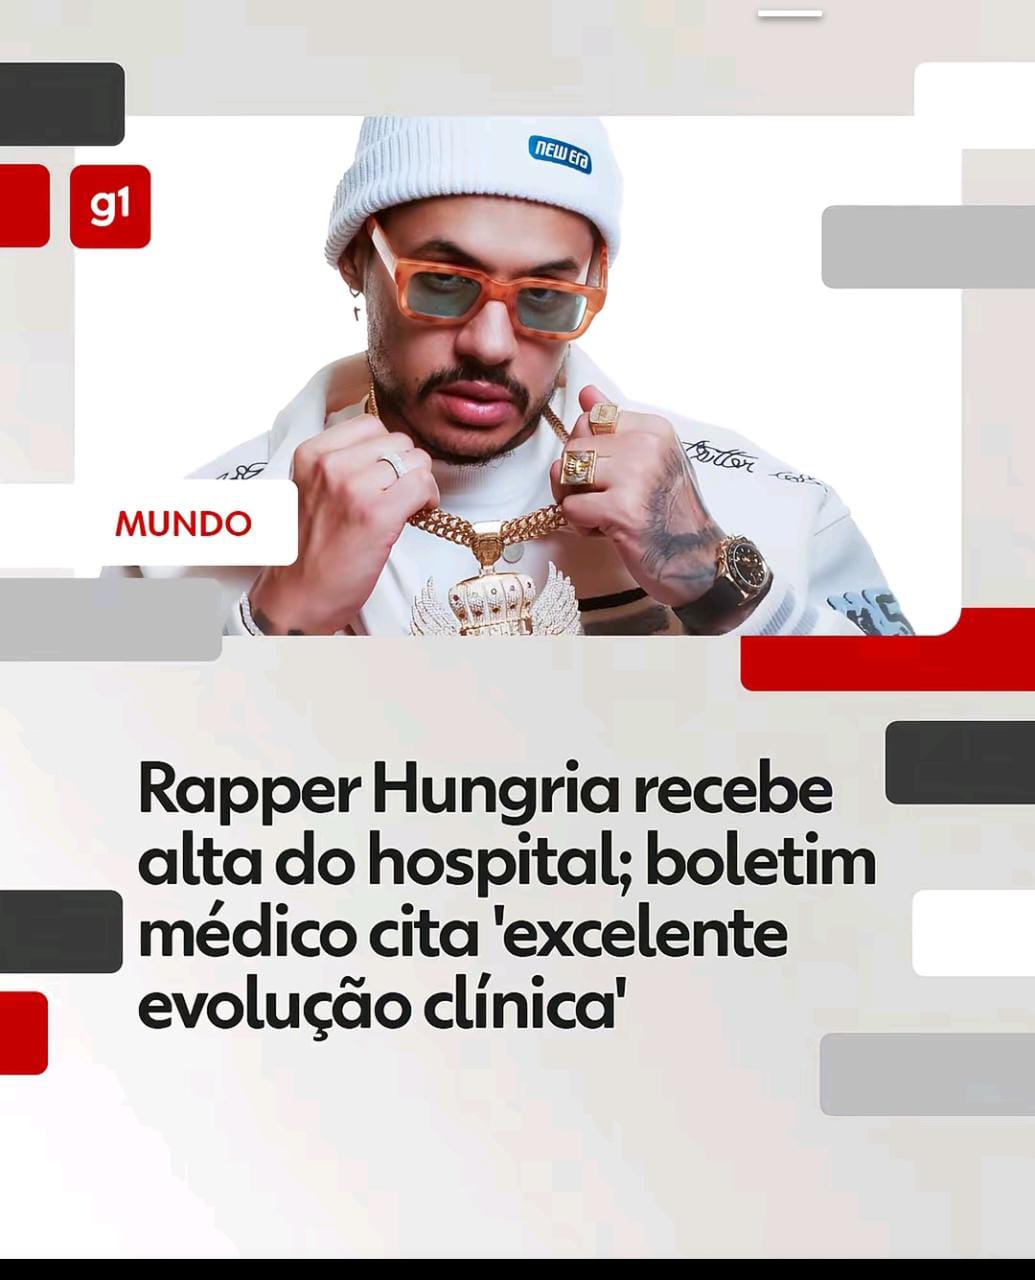 NEW ERA
g1
MUNDO
Rapper Hungria recebe
alta do hospital; boletim
médico cita 'excelente
evolução clínica'